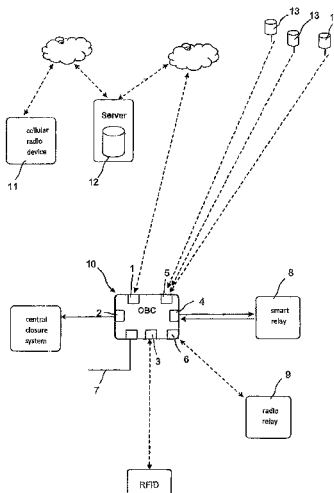 13
13
1
Server
cellular
radio
device
12
11
10
1
5
8
OBC
4
smart
relay
2
central
closure
system
3
6
7
9
radio
relay
RFID